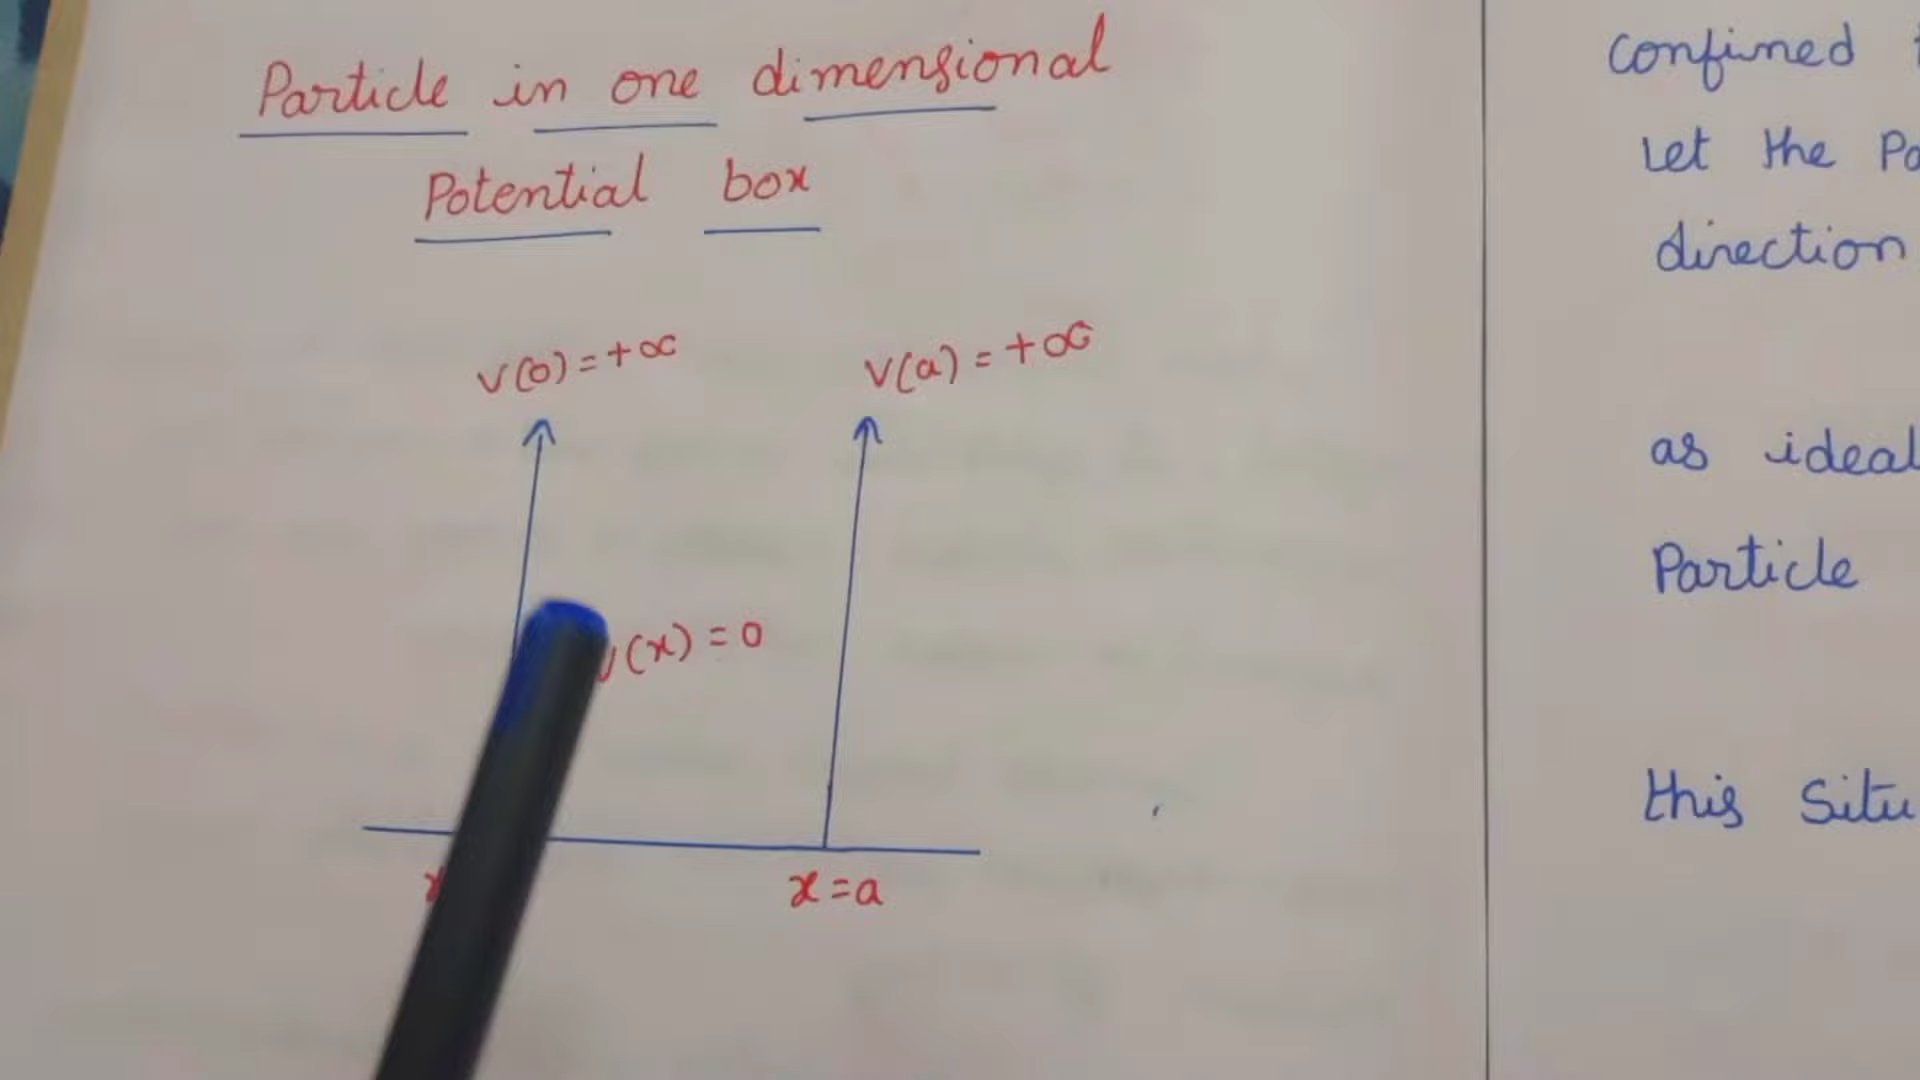 Particle in one dimensional
Potential box
V(0) = +∞
V(a) = +∞
V(x) = 0
x = a
confined
Let the
direction
as ideal
Particle
this